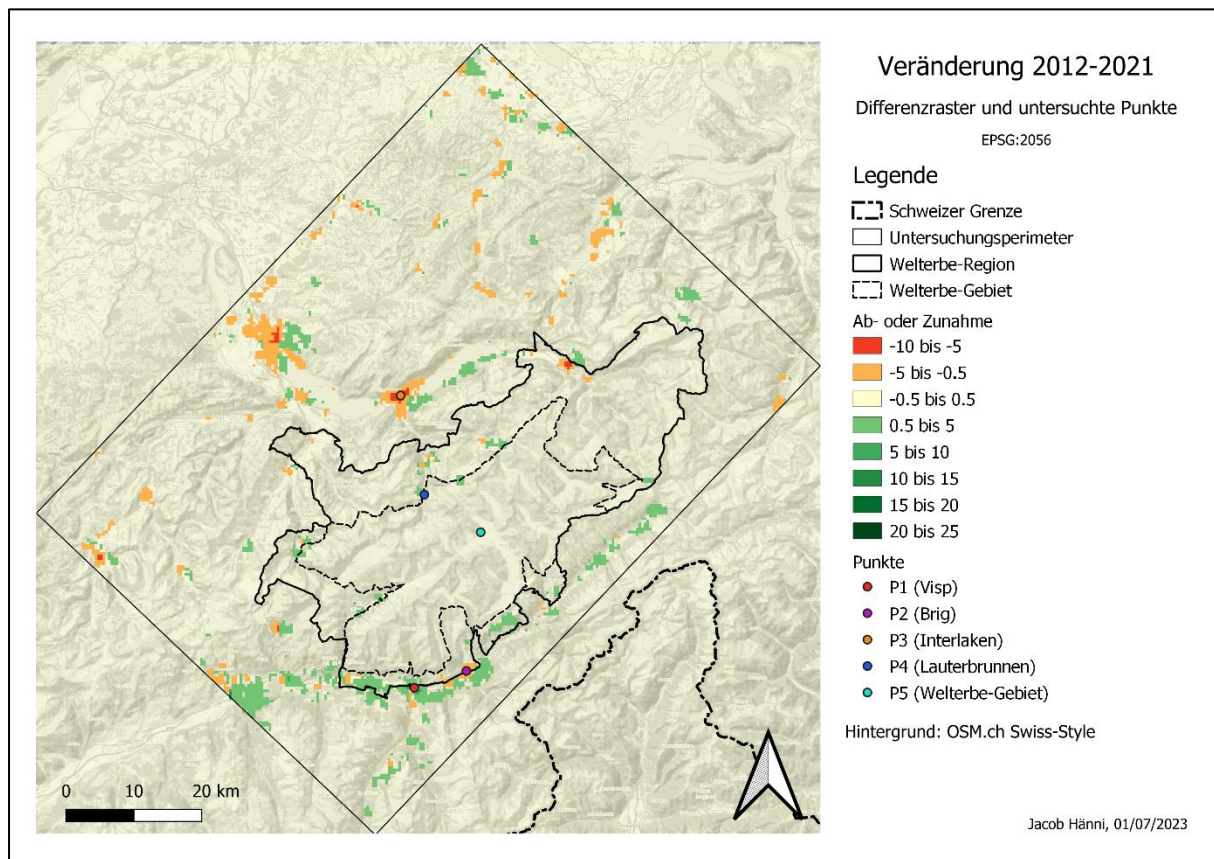 Veränderung 2012-2021
Differenzraster und untersuchte Punkte
EPSG:2056
Legende
Schweizer Grenze
Untersuchungsperimeter
Welterbe-Region
Welterbe-Gebiet
Ab- oder Zunahme
-10 bis -5
-5 bis -0.5
-0.5 bis 0.5
0.5 bis 5
5 bis 10
10 bis 15
15 bis 20
20 bis 25
Punkte
P1 (Visp)
P2 (Brig)
P3 (Interlaken)
P4 (Lauterbrunnen)
P5 (Welterbe-Gebiet)
Hintergrund: OSM.ch Swiss-Style
0 10 20 km
Jacob Hänni, 01/07/2023